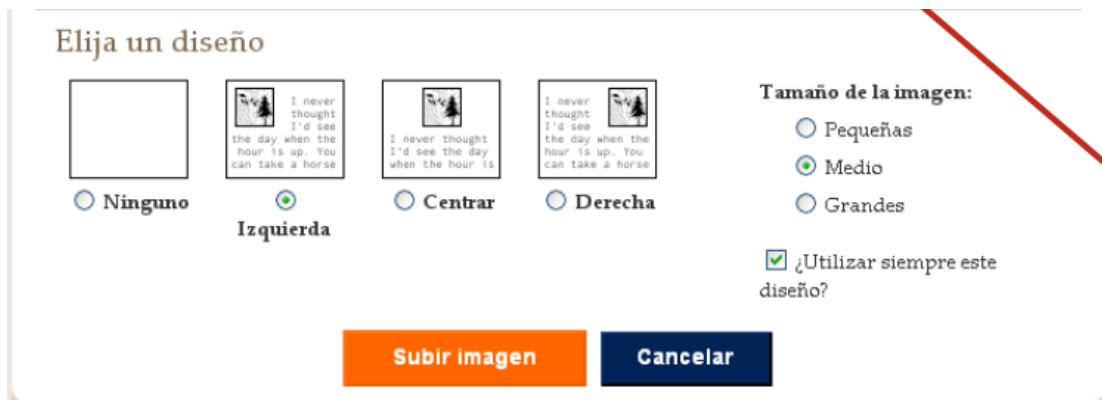 Elija un diseño
I never
thought
I'd see
the day when the
hour is up. You
can take a horse
I never thought
I'd see the day
when the hour is
I never
thought
I'd see
the day when the
hour is up. You
can take a horse
Ninguno
Izquierda
Centrar
Derecha
Tamaño de la imagen:
Pequeñas
Medio
Grandes
¿Utilizar siempre este
diseño?
Subir imagen
Cancelar